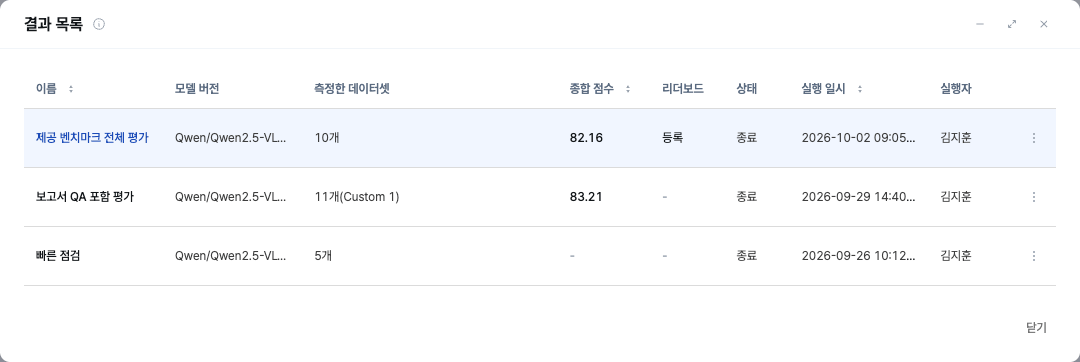 결과 목록
이름 모델 버전 측정한 데이터셋 종합 점수 리더보드 상태 실행 일시 실행자
제공 벤치마크 전체 평가 Qwen/Qwen2.5-VL... 10개 82.16 등록 종료 2026-10-02 09:05... 김지훈
보고서 QA 포함 평가 Qwen/Qwen2.5-VL... 11개(Custom 1) 83.21 - 종료 2026-09-29 14:40... 김지훈
빠른 점검 Qwen/Qwen2.5-VL... 5개 - - 종료 2026-09-26 10:12... 김지훈
닫기